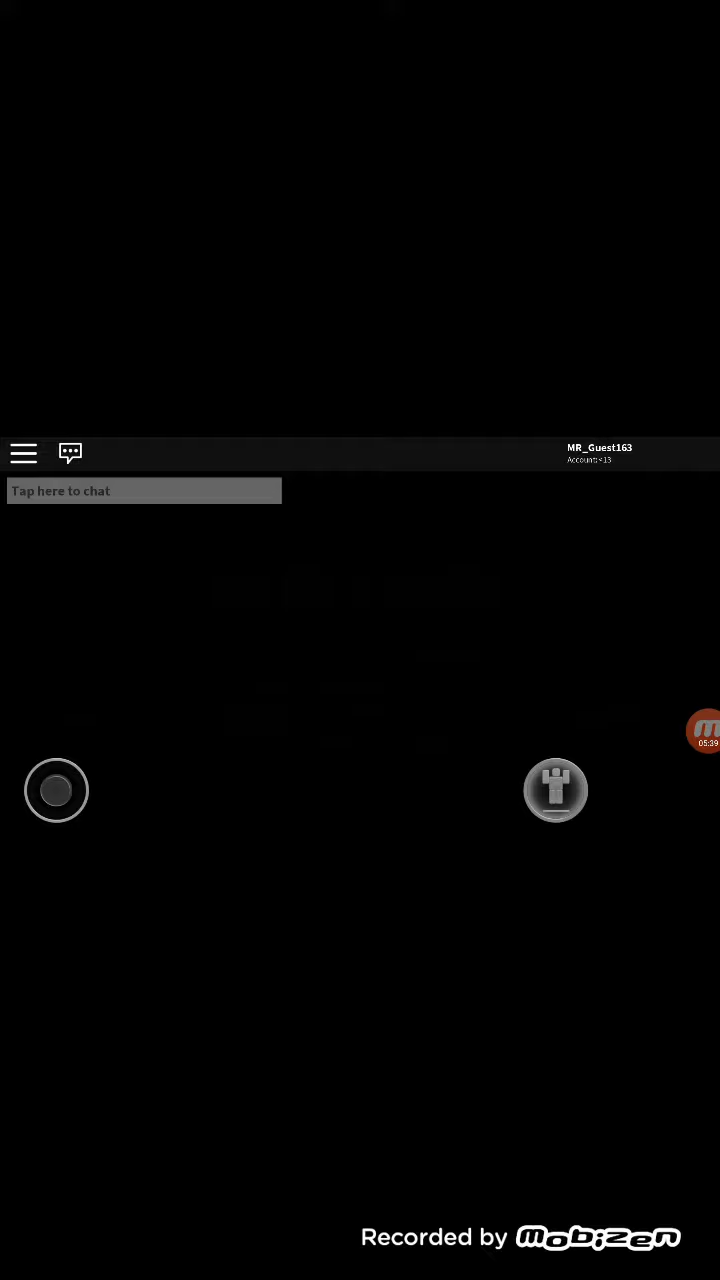 MR_Guest163
Account: <13
Tap here to chat
05:39
Recorded by mobizen